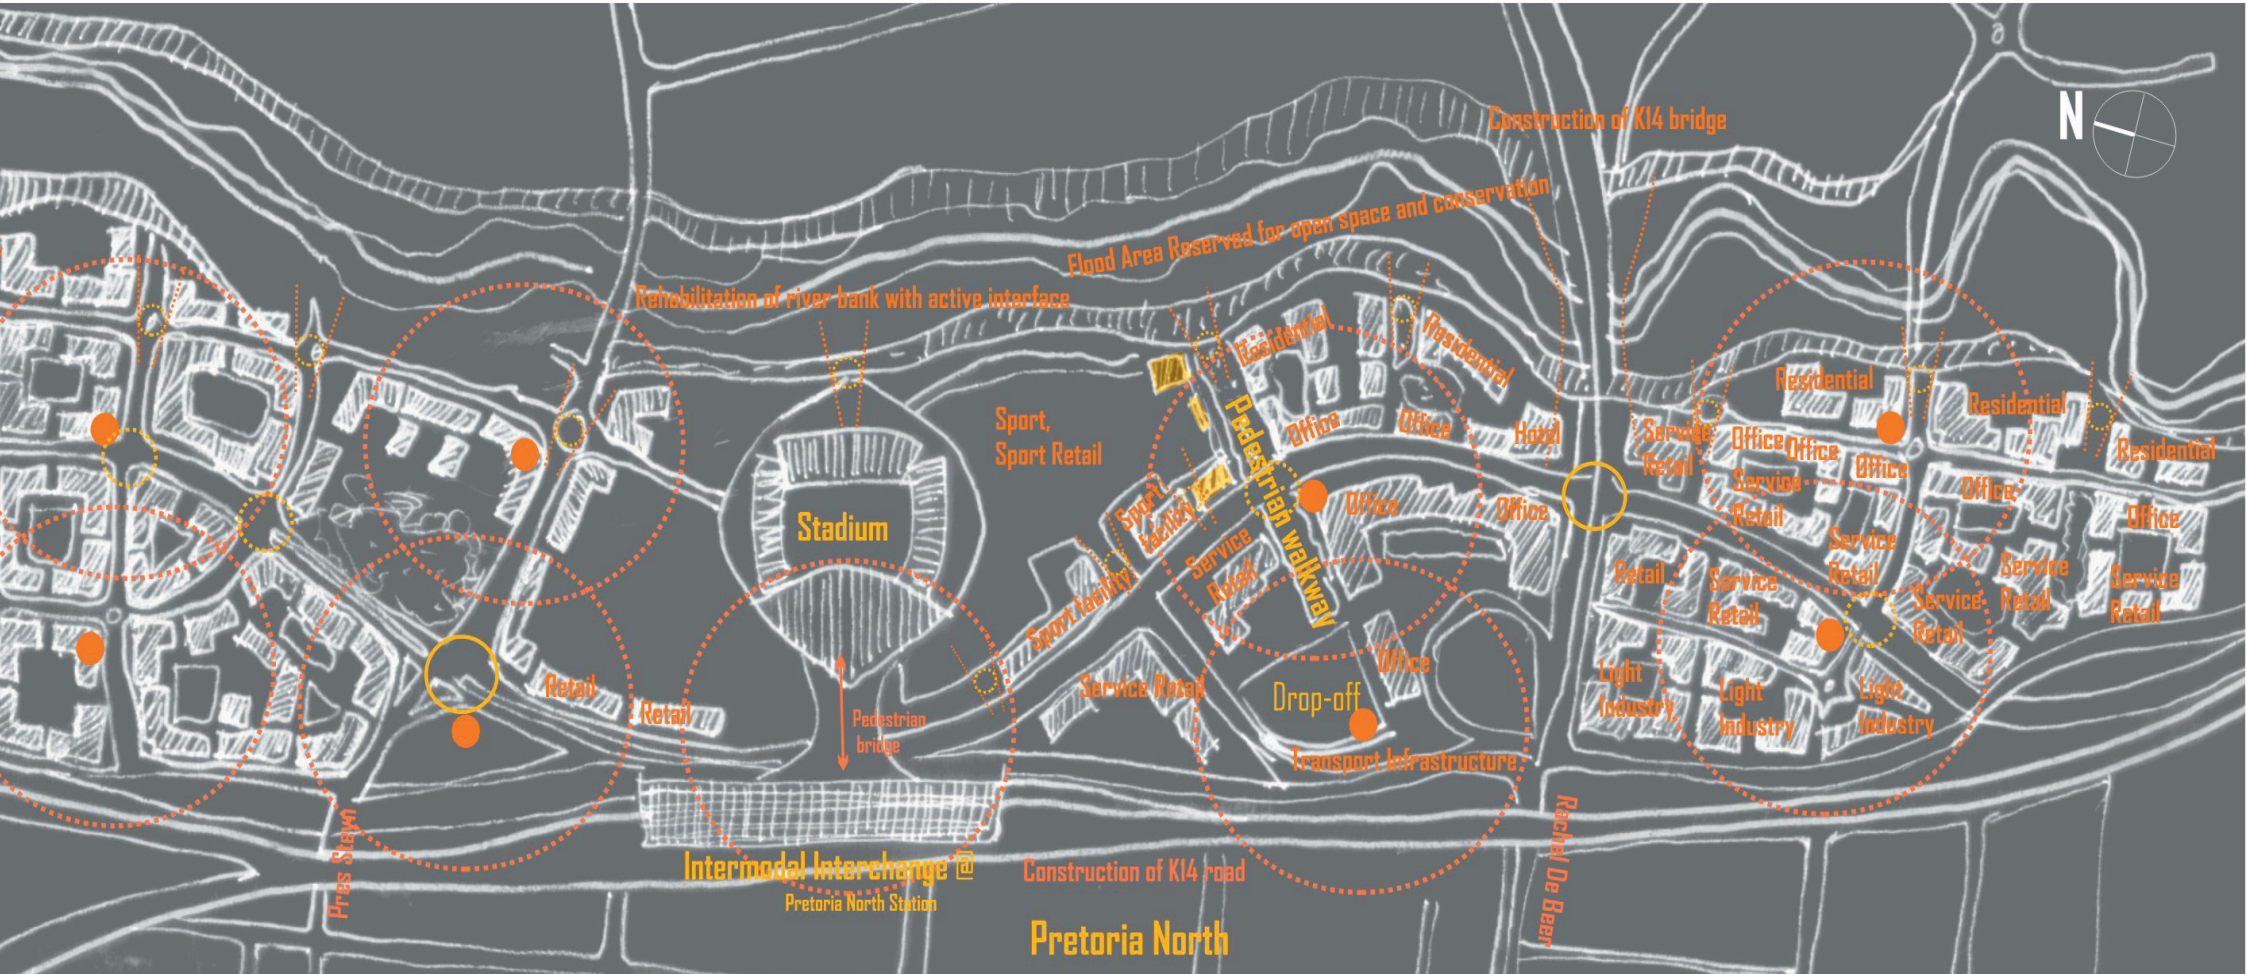 N
Construction of K14 bridge
Flood Area Reserved for open space and conservation
Rehabilitation of river bank with active interface
Residential
Residential
Residential
Residential
Residential
Sport,
Sport Retail
Pedestrian walkway
Office
Office
Hotel
Service
Retail
Office
Office
Office
Service
Retail
Office
Office
Stadium
Sport
facility
Office
Office
Service
Retail
Service
Retail
Service
Retail
Service
Retail
Retail
Service
Retail
Service
Retail
Sport facility
Office
Service Retail
Drop-off
Light
Industry
Light
Industry
Light
Industry
Retail
Retail
Pedestrian
bridge
Transport Infrastructure
Pres Steyn
Rachel De Beer
Intermodal Interchange @
Pretoria North Station
Construction of K14 road
Pretoria North